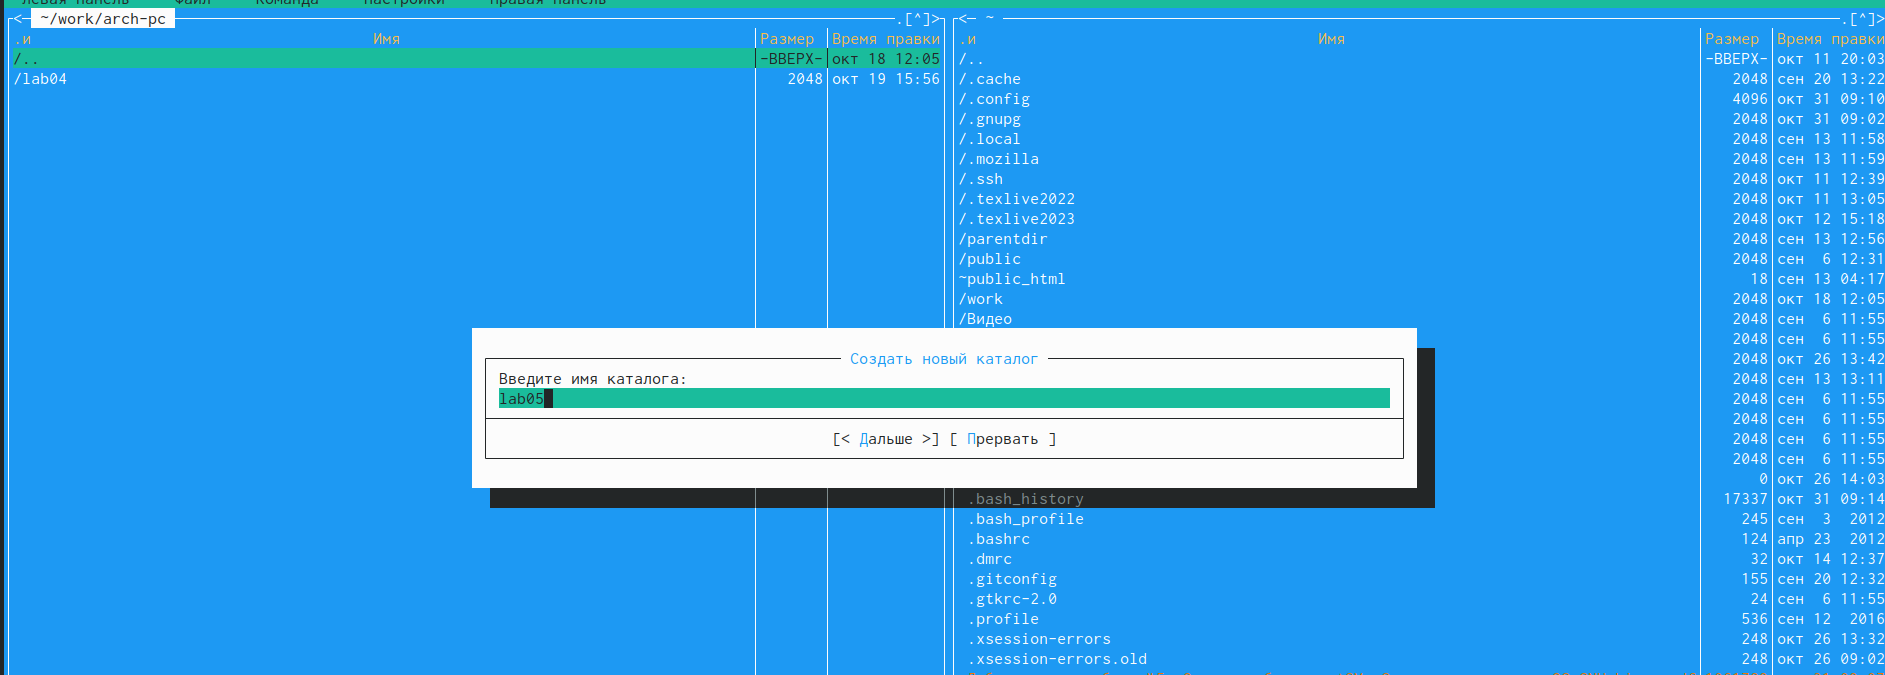 левая панель файл команда настройки правая панель
<─ ~/work/arch-pc .[^]> <─ ~ .[^]>
.и Имя Размер Время правки .и Имя Размер Время правки
/.. -ВВЕРХ- окт 18 12:05 /.. -ВВЕРХ- окт 11 20:03
/lab04 2048 окт 19 15:56 /.cache 2048 сен 20 13:22
/.config 4096 окт 31 09:10
/.gnupg 2048 окт 31 09:02
/.local 2048 сен 13 11:58
/.mozilla 2048 сен 13 11:59
/.ssh 2048 окт 11 12:39
/.texlive2022 2048 окт 11 13:05
/.texlive2023 2048 окт 12 15:18
/parentdir 2048 сен 13 12:56
/public 2048 сен 6 12:31
~public_html 18 сен 13 04:17
/work 2048 окт 18 12:05
/Видео 2048 сен 6 11:55
2048 сен 6 11:55
Создать новый каталог 2048 окт 26 13:42
Введите имя каталога: 2048 сен 13 13:11
lab05 2048 сен 6 11:55
2048 сен 6 11:55
[< Дальше >] [ Прервать ] 2048 сен 6 11:55
2048 сен 6 11:55
0 окт 26 14:03
.bash_history 17337 окт 31 09:14
.bash_profile 245 сен 3 2012
.bashrc 124 апр 23 2012
.dmrc 32 окт 14 12:37
.gitconfig 155 сен 20 12:32
.gtkrc-2.0 24 сен 6 11:55
.profile 536 сен 12 2016
.xsession-errors 248 окт 26 13:32
.xsession-errors.old 248 окт 26 09:02